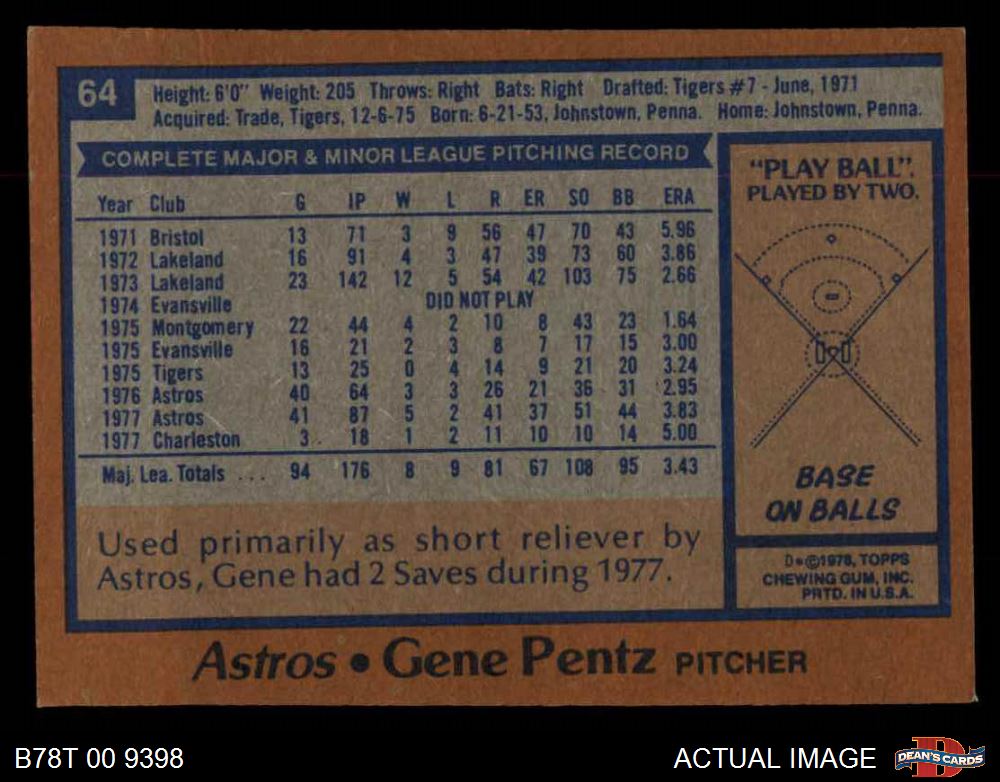 64
Height: 6'0" Weight: 205 Throws: Right Bats: Right Drafted: Tigers #7 - June, 1971
Acquired: Trade, Tigers, 12-6-75 Born: 6-21-53, Johnstown, Penna. Home: Johnstown, Penna.
COMPLETE MAJOR & MINOR LEAGUE PITCHING RECORD
Year Club G IP W L R ER SO BB ERA
1971 Bristol 13 71 3 9 56 47 70 43 5.96
1972 Lakeland 16 91 4 3 47 39 73 60 3.86
1973 Lakeland 23 142 12 5 54 42 103 75 2.66
1974 Evansville DID NOT PLAY
1975 Montgomery 22 44 4 2 10 8 43 23 1.64
1975 Evansville 16 21 2 3 8 7 17 15 3.00
1975 Tigers 13 25 0 4 14 9 21 20 3.24
1976 Astros 40 64 3 3 26 21 36 31 2.95
1977 Astros 41 87 5 2 41 37 51 44 3.83
1977 Charleston 3 18 1 2 11 10 10 14 5.00
Maj. Lea. Totals ... 94 176 8 9 81 67 108 95 3.43
Used primarily as short reliever by
Astros, Gene had 2 Saves during 1977.
"PLAY BALL".
PLAYED BY TWO.
BASE
ON BALLS
D*©1978, TOPPS
CHEWING GUM, INC.
PRTD. IN U.S.A.
Astros • Gene Pentz PITCHER
B78T 00 9398
ACTUAL IMAGE
D
DEAN'S CARDS